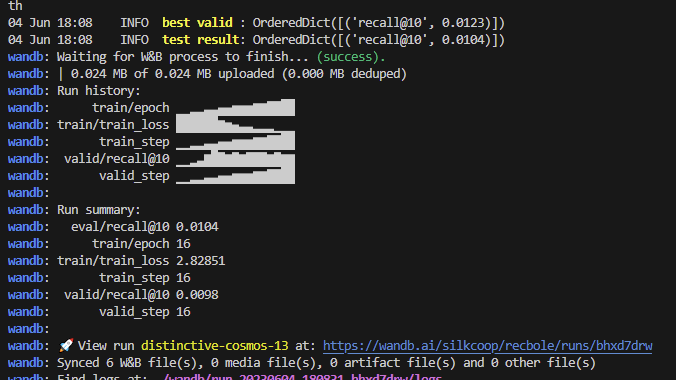 th
04 Jun 18:08 INFO best valid : OrderedDict([('recall@10', 0.0123)])
04 Jun 18:08 INFO test result: OrderedDict([('recall@10', 0.0104)])
wandb: Waiting for W&B process to finish... (success).
wandb: | 0.024 MB of 0.024 MB uploaded (0.000 MB deduped)
wandb: Run history:
wandb: train/epoch
wandb: train/train_loss
wandb: train_step
wandb: valid/recall@10
wandb: valid_step
wandb:
wandb: Run summary:
wandb: eval/recall@10 0.0104
wandb: train/epoch 16
wandb: train/train_loss 2.82851
wandb: train_step 16
wandb: valid/recall@10 0.0098
wandb: valid_step 16
wandb:
wandb: 🚀 View run distinctive-cosmos-13 at: https://wandb.ai/silkcoop/recbole/runs/bhxd7drw
wandb: Synced 6 W&B file(s), 0 media file(s), 0 artifact file(s) and 0 other file(s)
wandb: Find logs at: ./wandb/run-20230604_180831-bhxd7drw/logs